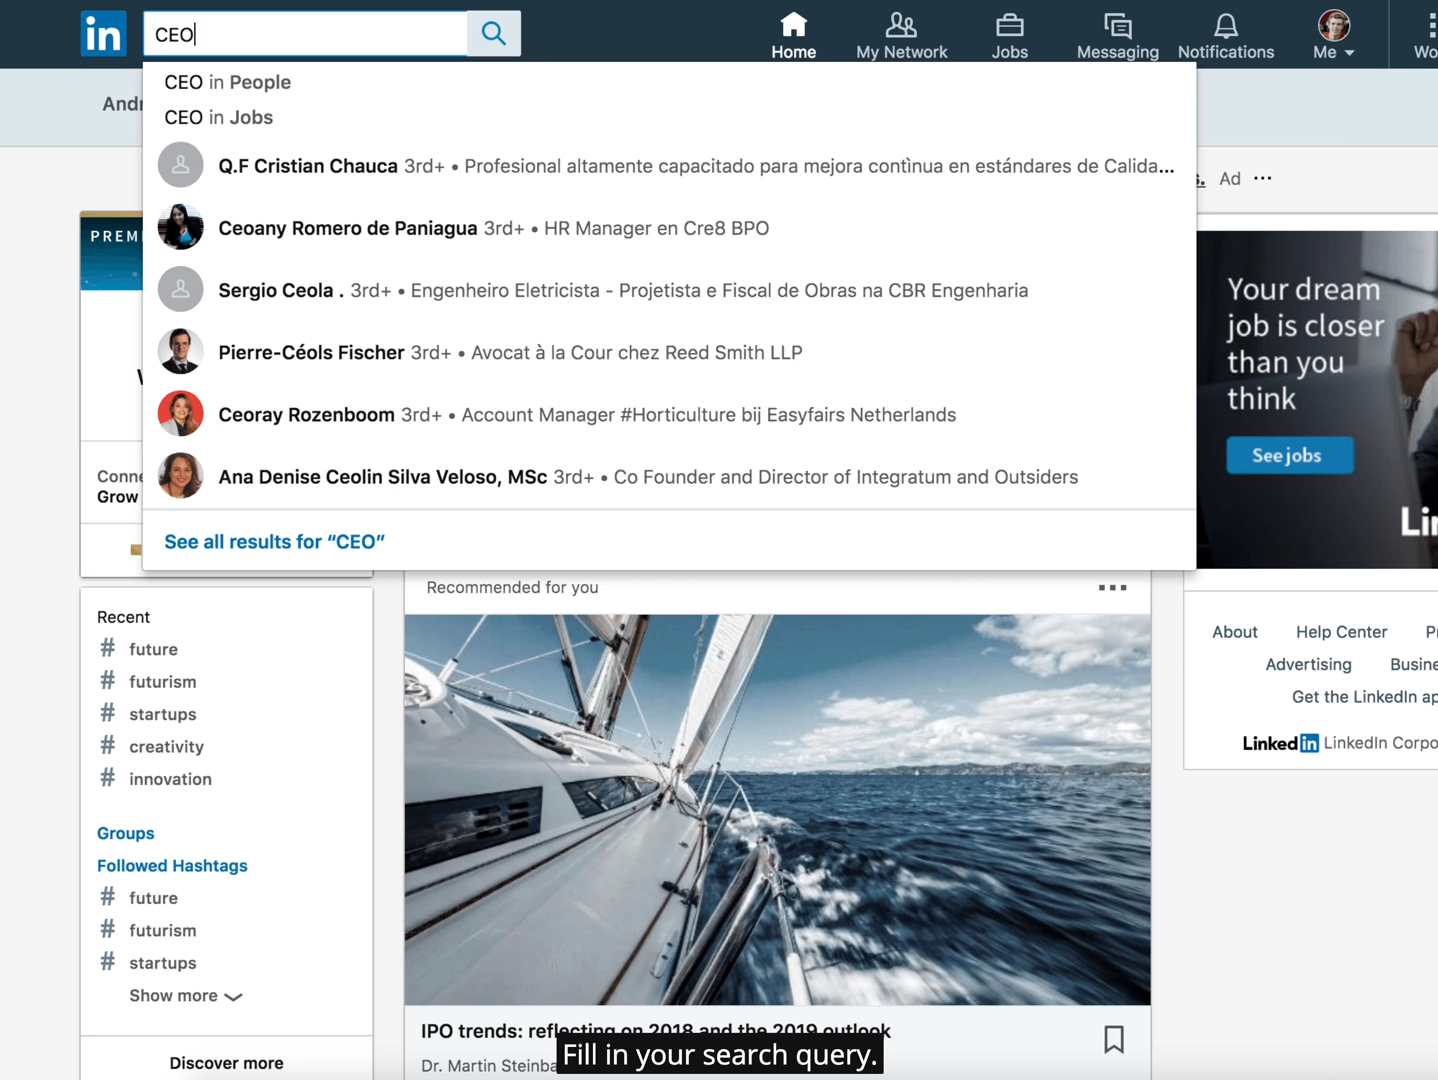 in
CEO
Home
My Network
Jobs
Messaging
Notifications
Me
CEO in People
CEO in Jobs
Q.F Cristian Chauca 3rd+ • Profesional altamente capacitado para mejora contìnua en estándares de Calida...
Ad ...
Ceoany Romero de Paniagua 3rd+ • HR Manager en Cre8 BPO
Sergio Ceola . 3rd+ • Engenheiro Eletricista - Projetista e Fiscal de Obras na CBR Engenharia
Pierre-Céols Fischer 3rd+ • Avocat à la Cour chez Reed Smith LLP
Ceoray Rozenboom 3rd+ • Account Manager #Horticulture bij Easyfairs Netherlands
Ana Denise Ceolin Silva Veloso, MSc 3rd+ • Co Founder and Director of Integratum and Outsiders
See all results for “CEO”
Your dream
job is closer
than you
think
See jobs
Grow
Recent
# future
# futurism
# startups
# creativity
# innovation
Groups
Followed Hashtags
# future
# futurism
# startups
Show more
Discover more
Recommended for you
IPO trends: reflecting on 2018 and the 2019 outlook
Dr. Martin
Fill in your search query.
About
Help Center
Advertising
Get the LinkedIn
LinkedIn LinkedIn